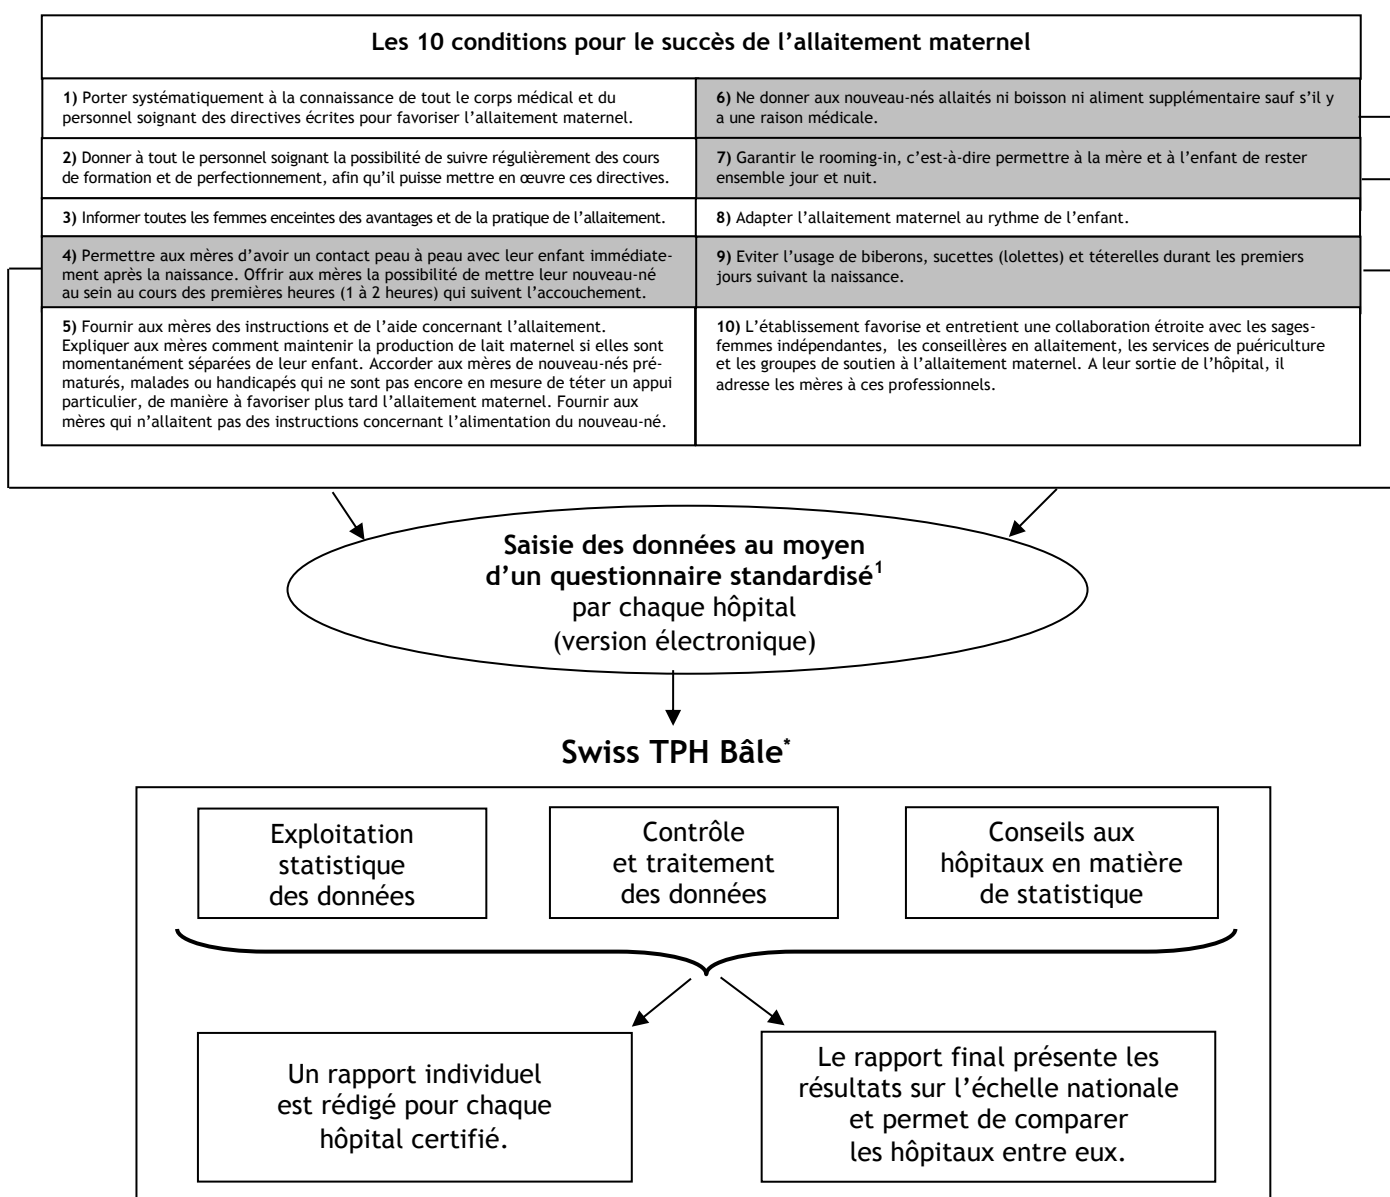 Les 10 conditions pour le succès de l’allaitement maternel
1) Porter systématiquement à la connaissance de tout le corps médical et du
personnel soignant des directives écrites pour favoriser l’allaitement maternel.
2) Donner à tout le personnel soignant la possibilité de suivre régulièrement des cours
de formation et de perfectionnement, afin qu’il puisse mettre en œuvre ces directives.
3) Informer toutes les femmes enceintes des avantages et de la pratique de l’allaitement.
4) Permettre aux mères d’avoir un contact peau à peau avec leur enfant immédiate-
ment après la naissance. Offrir aux mères la possibilité de mettre leur nouveau-né
au sein au cours des premières heures (1 à 2 heures) qui suivent l’accouchement.
5) Fournir aux mères des instructions et de l’aide concernant l’allaitement.
Expliquer aux mères comment maintenir la production de lait maternel si elles sont
momentanément séparées de leur enfant. Accorder aux mères de nouveau-nés pré-
maturés, malades ou handicapés qui ne sont pas encore en mesure de téter un appui
particulier, de manière à favoriser plus tard l’allaitement maternel. Fournir aux
mères qui n’allaitent pas des instructions concernant l’alimentation du nouveau-né.
6) Ne donner aux nouveau-nés allaités ni boisson ni aliment supplémentaire sauf s’il y
a une raison médicale.
7) Garantir le rooming-in, c’est-à-dire permettre à la mère et à l’enfant de rester
ensemble jour et nuit.
8) Adapter l’allaitement maternel au rythme de l’enfant.
9) Eviter l’usage de biberons, sucettes (lolettes) et téterelles durant les premiers
jours suivant la naissance.
10) L’établissement favorise et entretient une collaboration étroite avec les sages-
femmes indépendantes, les conseillères en allaitement, les services de puériculture
et les groupes de soutien à l’allaitement maternel. A leur sortie de l’hôpital, il
adresse les mères à ces professionnels.
Saisie des données au moyen
d’un questionnaire standardisé¹
par chaque hôpital
(version électronique)
Swiss TPH Bâle*
Exploitation
statistique
des données
Contrôle
et traitement
des données
Conseils aux
hôpitaux en matière
de statistique
Un rapport individuel
est rédigé pour chaque
hôpital certifié.
Le rapport final présente les
résultats sur l’échelle nationale
et permet de comparer
les hôpitaux entre eux.